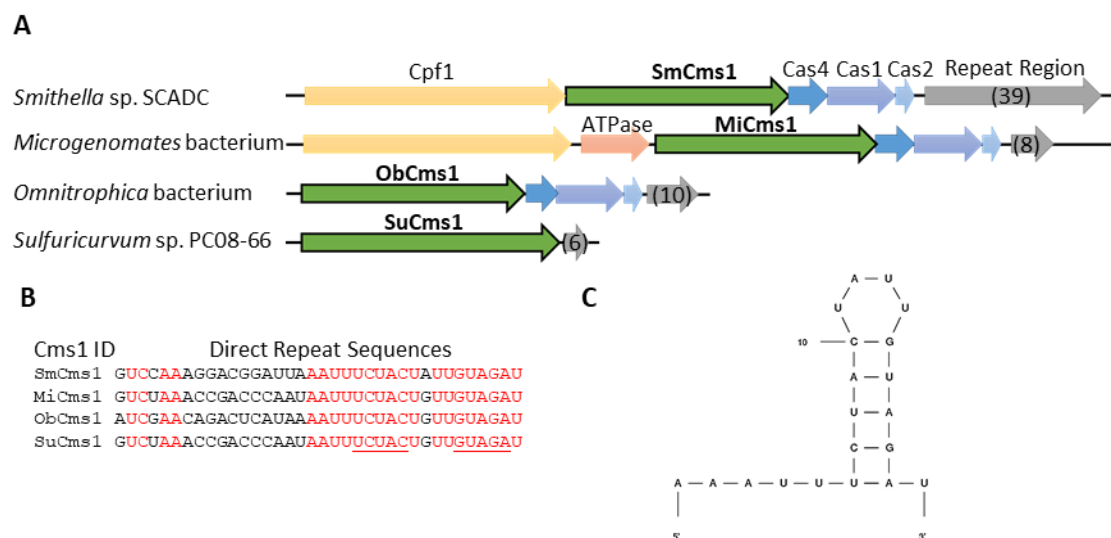 A
Cpf1 SmCms1 Cas4 Cas1 Cas2 Repeat Region
Smithella sp. SCADC (39)
ATPase MiCms1
Microgenomates bacterium (8)
ObCms1
Omnitrophica bacterium (10)
SuCms1
Sulfuricurvum sp. PC08-66 (6)
B
Cms1 ID Direct Repeat Sequences
SmCms1 GUCCAAAGGACGGAUUAAAUUUCUACUAUUGUAGAU
MiCms1 GUCUAAACCGACCCAAUAAUUUCUACUGUUGUAGAU
ObCms1 AUCGAACAGACUCAUAAAAUUUCUACUGUUGUAGAU
SuCms1 GUCUAAACCGACCCAAUAAUUUCUACUGUUGUAGAU
C
A U
U U
10 C G
A U
U A
C G
A A A U U U A U
5' 3'